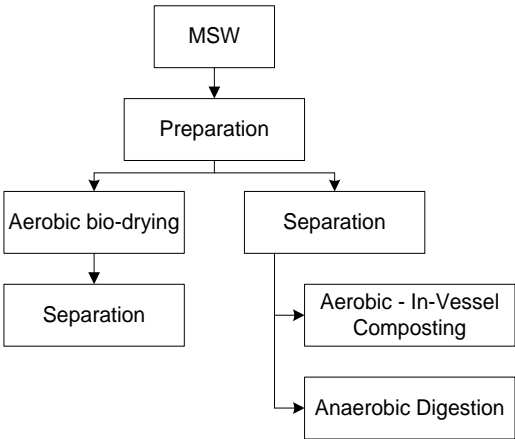 MSW
Preparation
Aerobic bio-drying
Separation
Separation
Aerobic - In-Vessel
Composting
Anaerobic Digestion